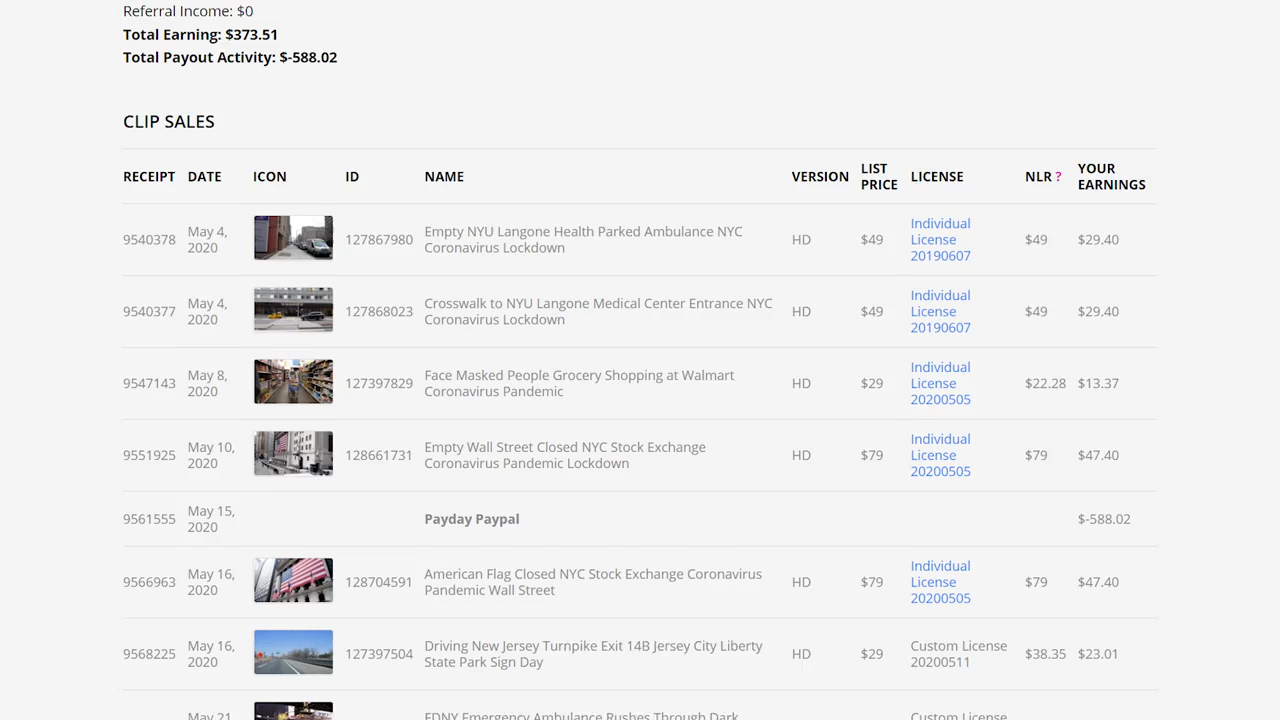 Referral Income: $0
Total Earning: $373.51
Total Payout Activity: $-588.02
CLIP SALES
RECEIPT DATE ICON ID NAME VERSION LIST PRICE LICENSE NLR ? YOUR EARNINGS
9540378 May 4, 2020 127867980 Empty NYU Langone Health Parked Ambulance NYC Coronavirus Lockdown HD $49 Individual License 20190607 $49 $29.40
9540377 May 4, 2020 127868023 Crosswalk to NYU Langone Medical Center Entrance NYC Coronavirus Lockdown HD $49 Individual License 20190607 $49 $29.40
9547143 May 8, 2020 127397829 Face Masked People Grocery Shopping at Walmart Coronavirus Pandemic HD $29 Individual License 20200505 $22.28 $13.37
9551925 May 10, 2020 128661731 Empty Wall Street Closed NYC Stock Exchange Coronavirus Pandemic Lockdown HD $79 Individual License 20200505 $79 $47.40
9561555 May 15, 2020 Payday Paypal $-588.02
9566963 May 16, 2020 128704591 American Flag Closed NYC Stock Exchange Coronavirus Pandemic Wall Street HD $79 Individual License 20200505 $79 $47.40
9568225 May 16, 2020 127397504 Driving New Jersey Turnpike Exit 14B Jersey City Liberty State Park Sign Day HD $29 Custom License 20200511 $38.35 $23.01
May 21, FDNY Emergency Ambulance Rushes Through Dark Custom License